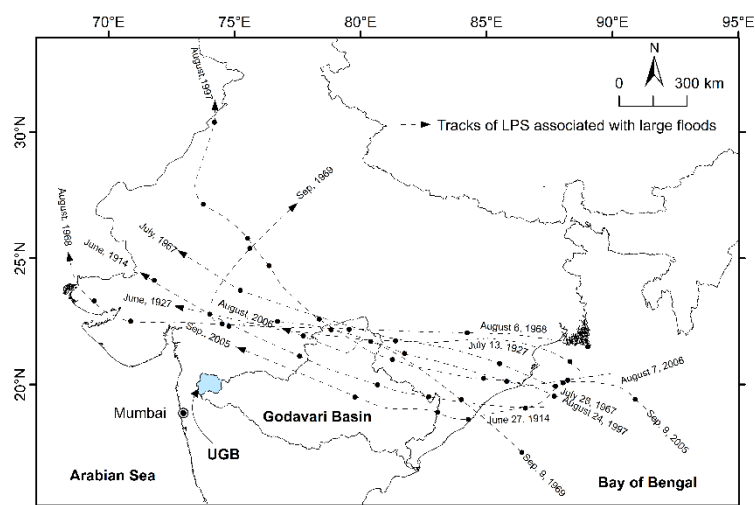 70°E 75°E 80°E 85°E 90°E 95°E
N
0 300 km
Tracks of LPS associated with large floods
30°N
25°N
20°N
August,1997
Sep, 1969
August, 1968
July, 1967
June, 1914
June, 1927
August, 2006
Sep., 2005
August 6, 1968
July 13, 1927
August 7, 2006
July 28, 1967
August 24, 1997
June 27, 1914
Sep. 9, 2005
Sep. 9, 1969
Mumbai
Godavari Basin
UGB
Arabian Sea
Bay of Bengal